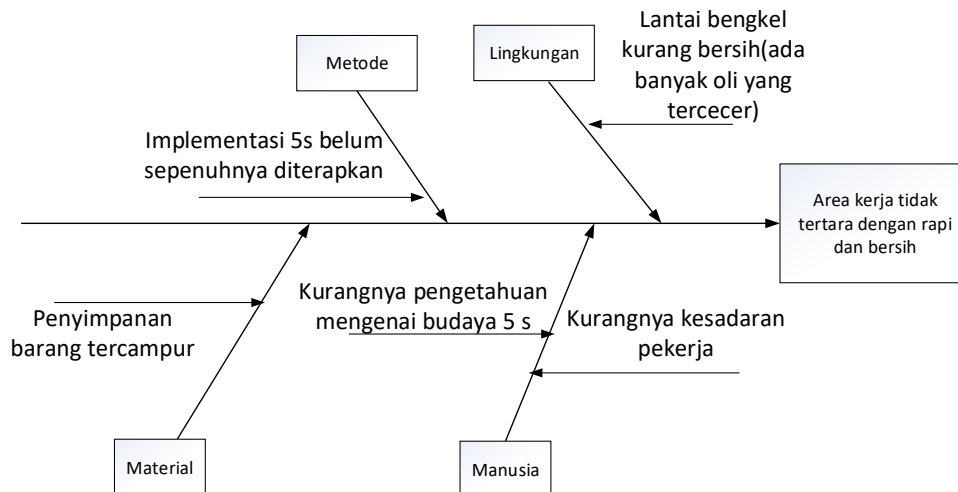 Metode
Lingkungan
Lantai bengkel
kurang bersih(ada
banyak oli yang
tercecer)
Implementasi 5s belum
sepenuhnya diterapkan
Area kerja tidak
tertara dengan rapi
dan bersih
Penyimpanan
barang tercampur
Kurangnya pengetahuan
mengenai budaya 5 s
Kurangnya kesadaran
pekerja
Material
Manusia